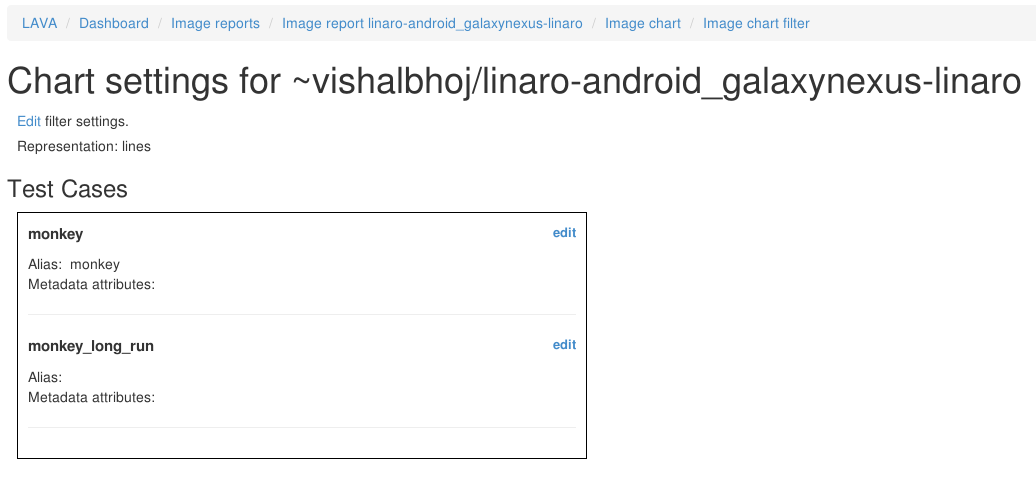 LAVA / Dashboard / Image reports / Image report linaro-android_galaxynexus-linaro / Image chart / Image chart filter
Chart settings for ~vishalbhoj/linaro-android_galaxynexus-linaro
Edit filter settings.
Representation: lines
Test Cases
monkey edit
Alias: monkey
Metadata attributes:
monkey_long_run edit
Alias:
Metadata attributes: